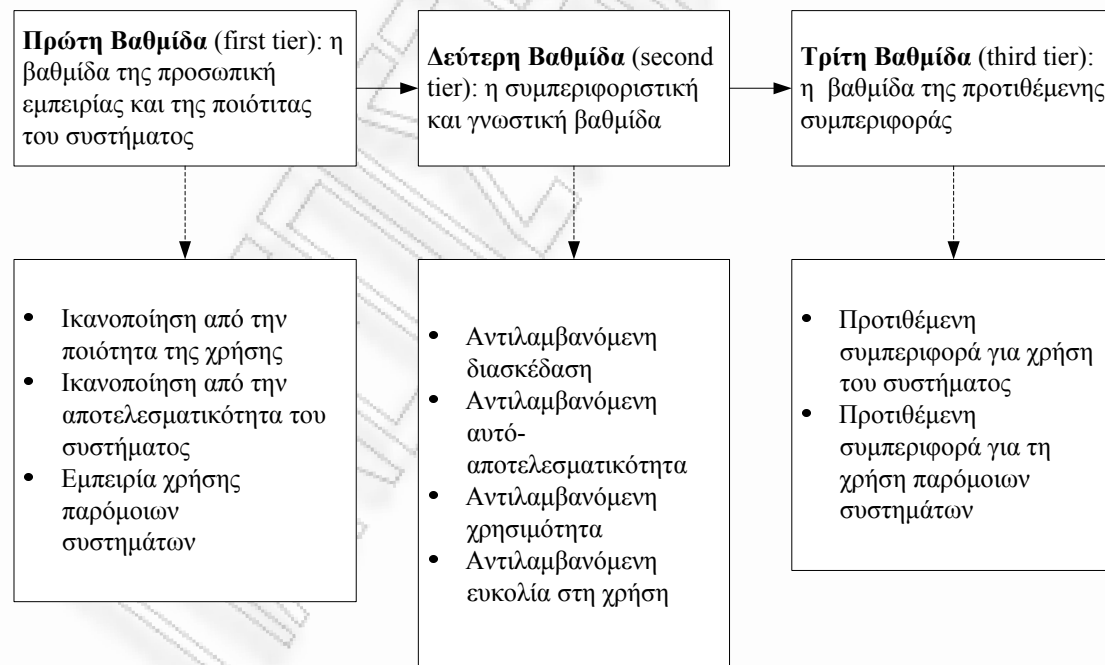 Πρώτη Βαθμίδα (first tier): η
βαθμίδα της προσωπική
εμπειρίας και της ποιότιτας
του συστήματος
Δεύτερη Βαθμίδα (second
tier): η συμπεριφοριστική
και γνωστική βαθμίδα
Τρίτη Βαθμίδα (third tier):
η βαθμίδα της προτιθέμενης
συμπεριφοράς
• Ικανοποίηση από την
ποιότητα της χρήσης
• Ικανοποίηση από την
αποτελεσματικότητα του
συστήματος
• Εμπειρία χρήσης
παρόμοιων
συστημάτων
• Αντιλαμβανόμενη
διασκέδαση
• Αντιλαμβανόμενη
αυτό-
αποτελεσματικότητα
• Αντιλαμβανόμενη
χρησιμότητα
• Αντιλαμβανόμενη
ευκολία στη χρήση
• Προτιθέμενη
συμπεριφορά για χρήση
του συστήματος
• Προτιθέμενη
συμπεριφορά για τη
χρήση παρόμοιων
συστημάτων